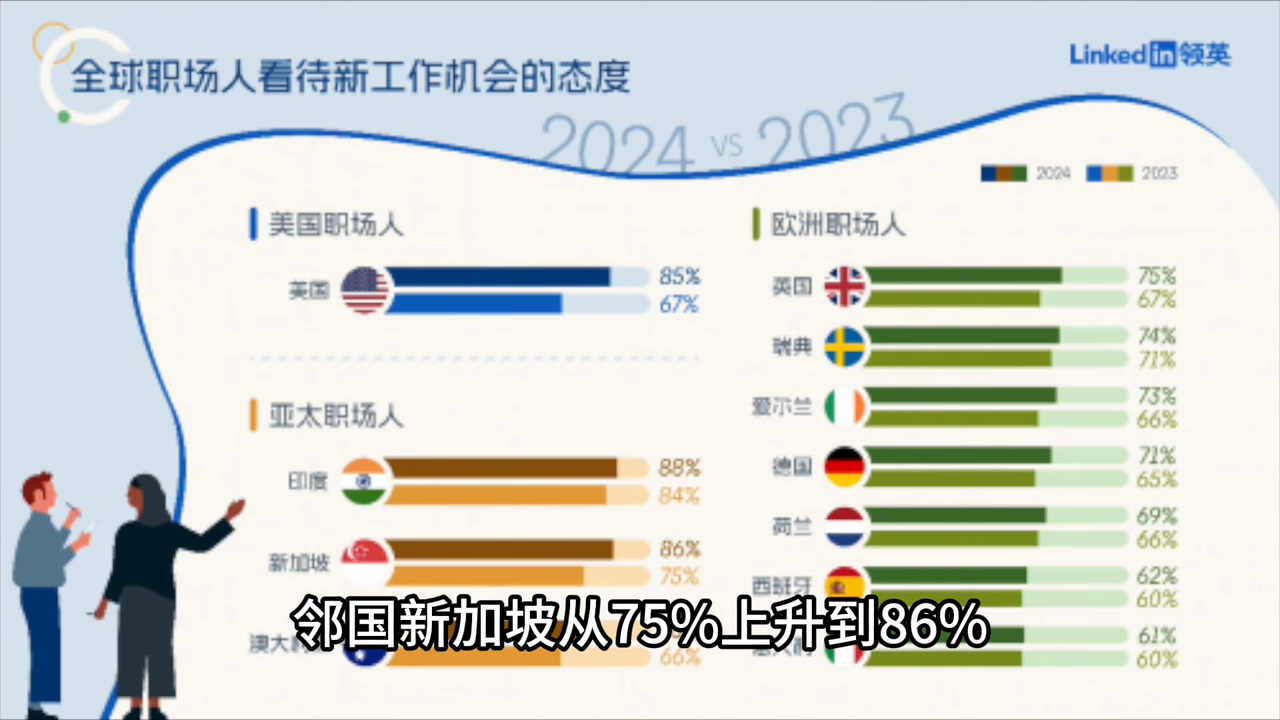 全球职场人看待新工作机会的态度
LinkedIn领英
2024 VS 2023
2024 2023
美国职场人
美国 85%
67%
亚太职场人
印度 88%
84%
新加坡 86%
75%
澳大
66%
欧洲职场人
英国 75%
67%
瑞典 74%
71%
爱尔兰 73%
66%
德国 71%
65%
荷兰 69%
66%
西班牙 62%
60%
61%
60%
邻国新加坡从75%上升到86%